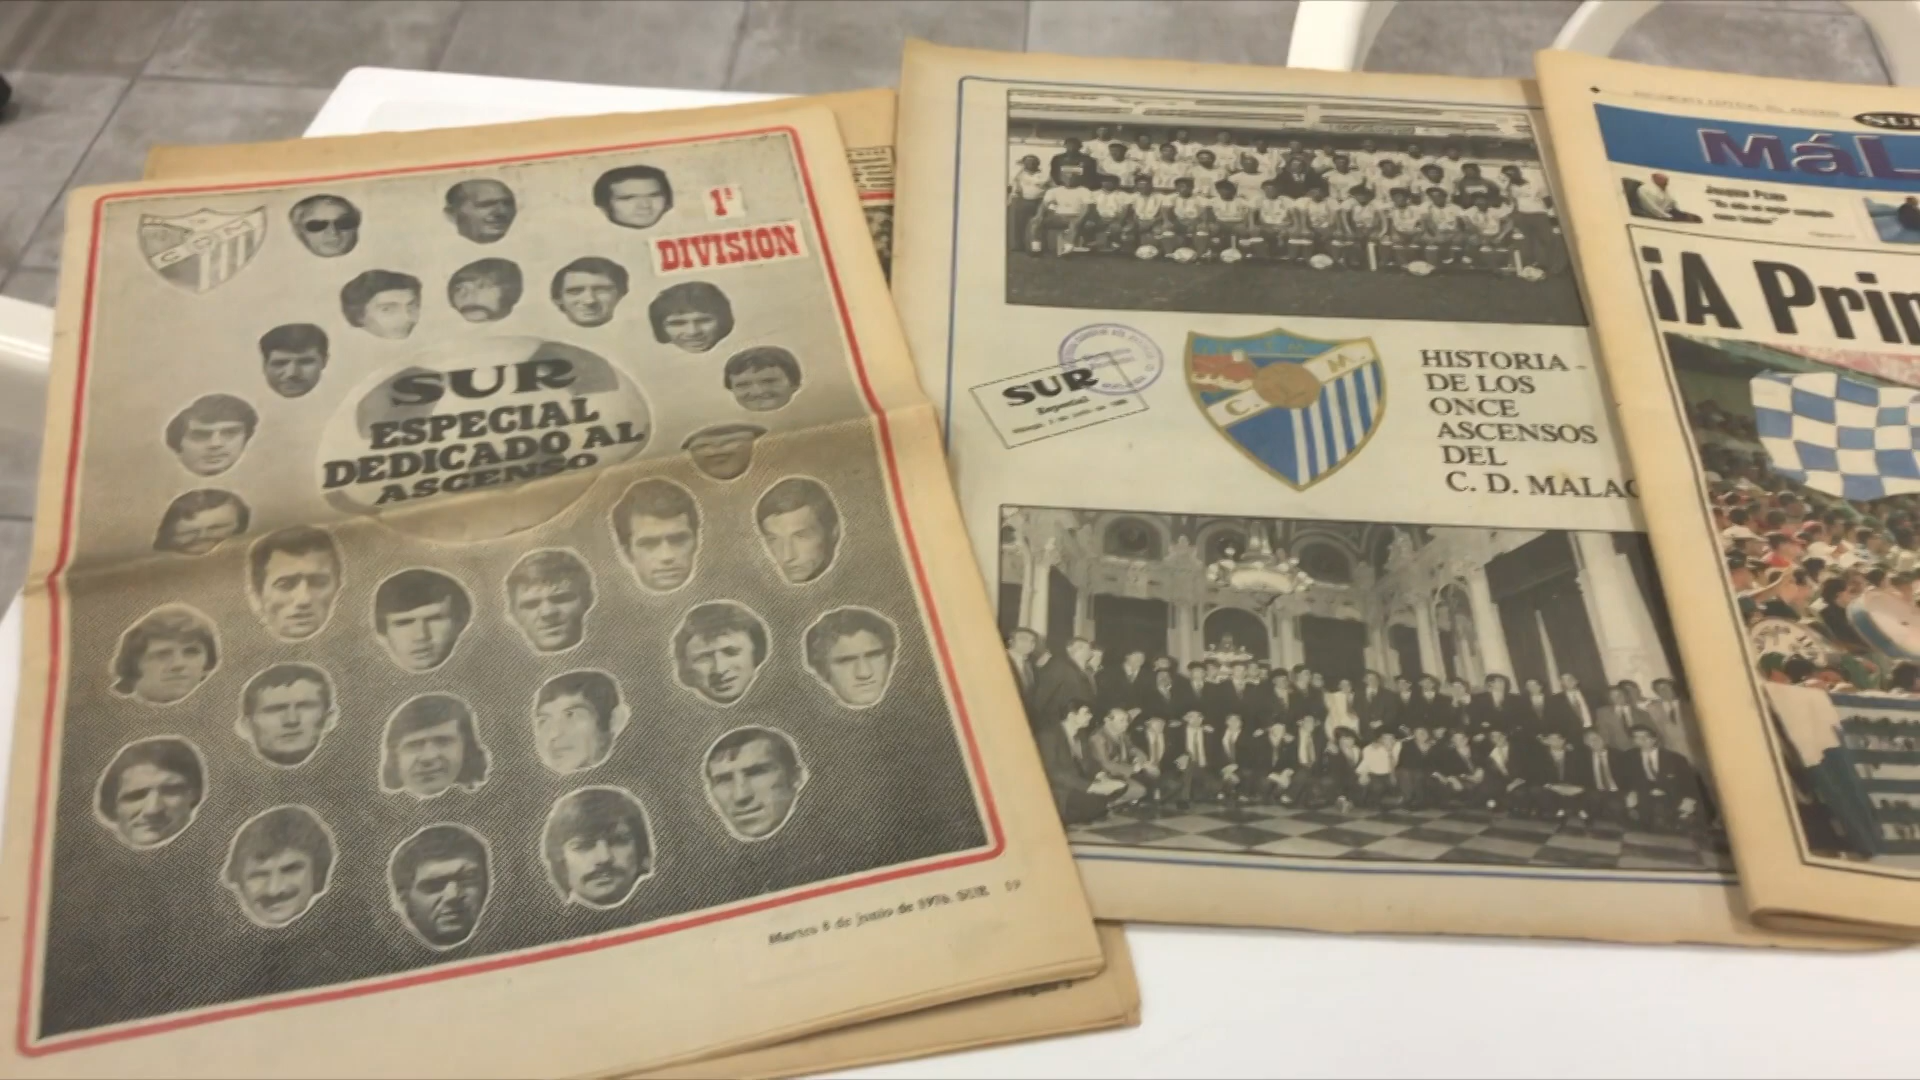 1ª
DIVISION
SUR
ESPECIAL
DEDICADO AL
ASCENSO
Martes 8 de junio de 1976. SUR 19
SUR
Especial
C. M.
HISTORIA
DE LOS
ONCE
ASCENSOS
DEL
C. D. MALAG
SUR
MáL
¡A Prim